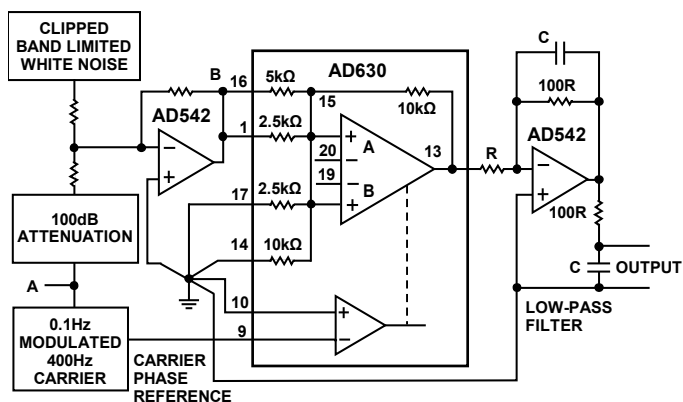 CLIPPED
BAND LIMITED
WHITE NOISE
100dB
ATTENUATION
A
0.1Hz
MODULATED
400Hz
CARRIER
CARRIER
PHASE
REFERENCE
AD542
B
16
1
17
14
10
9
5kΩ
2.5kΩ
2.5kΩ
10kΩ
15
AD630
10kΩ
+
A
20
–
19
–
B
+
13
+
–
–
+
R
C
100R
AD542
–
+
100R
C
OUTPUT
LOW-PASS
FILTER